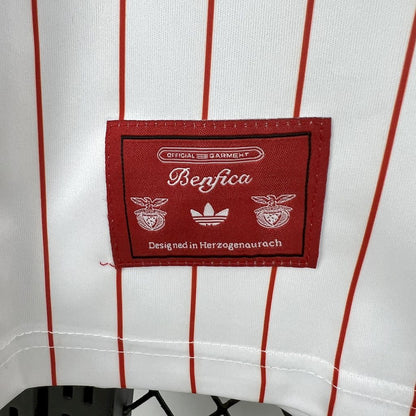 OFFICIAL GARMENT
Benfica
Designed in Herzogenaurach